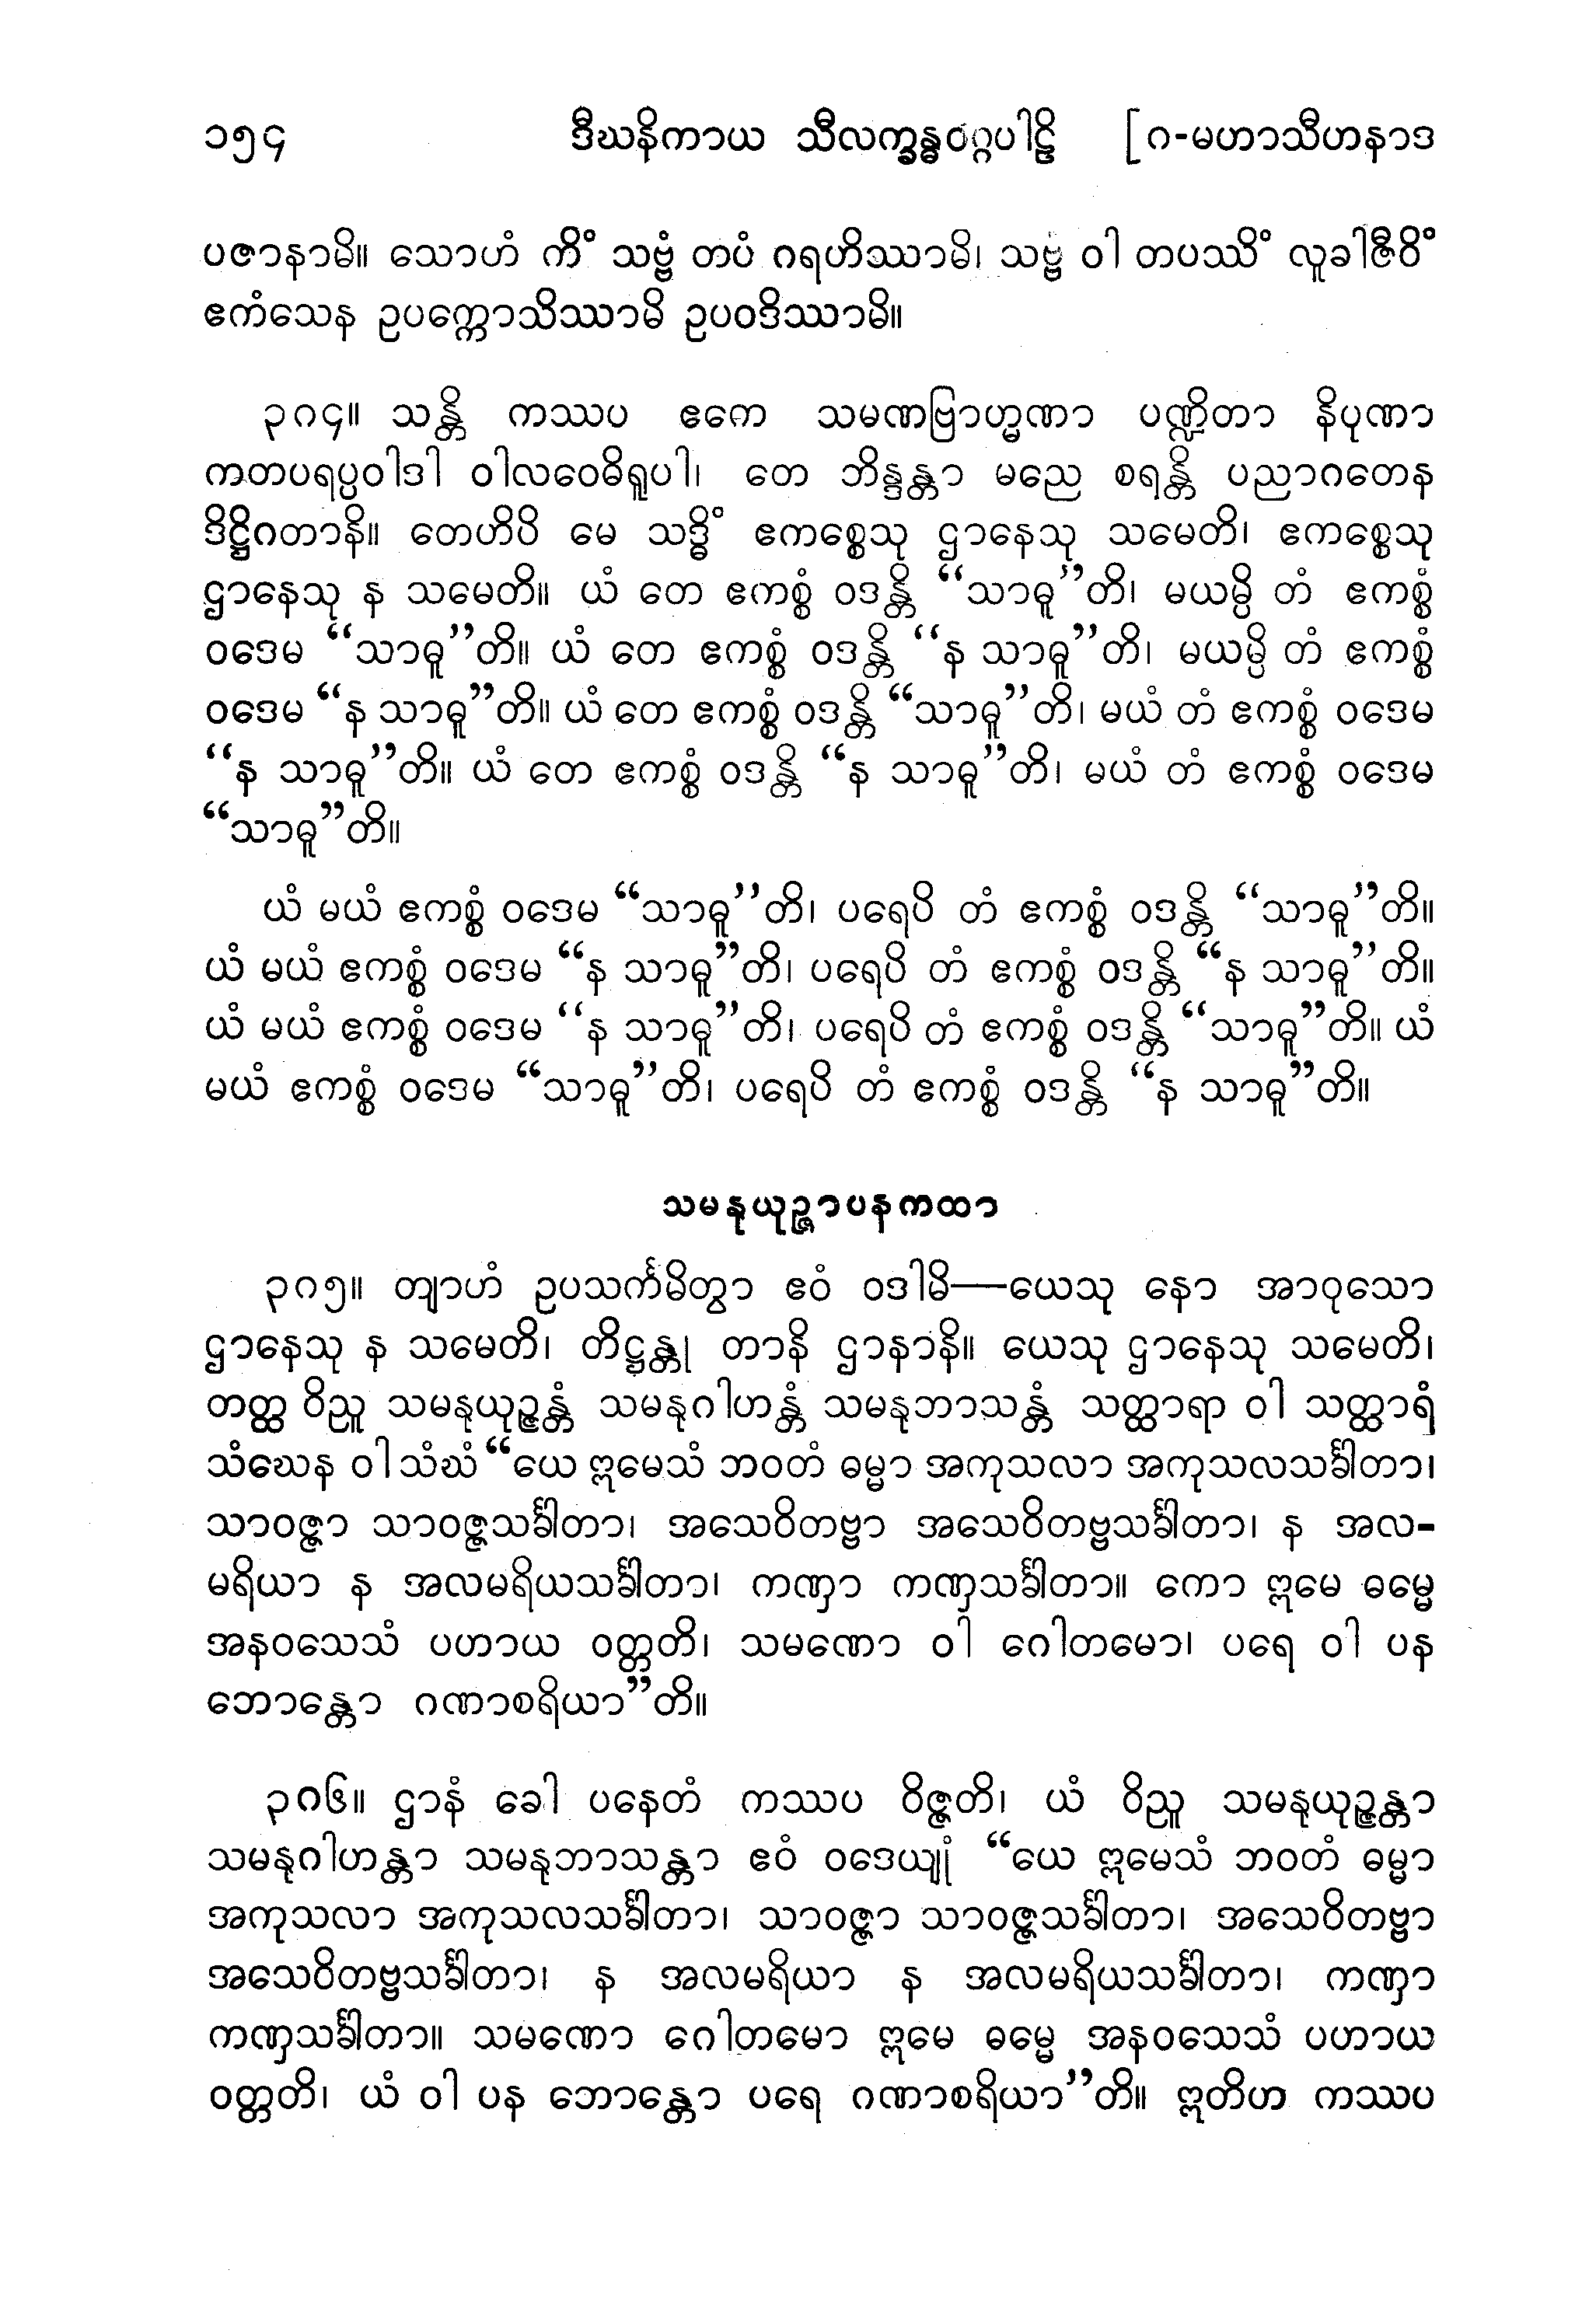 ၁၅၄ ဒီဃနိကာယ သီလက္ခန္ဓဝဂ္ဂပါဠိ [ဂ-မဟာသီဟနာဒ
ပဇာနာမိ။ သောဟံ ကိံ သဗ္ဗံ တပံ ဂရဟိဿာမိ၊ သဗ္ဗံ ဝါ တပဿိံ လူခါဇီဝိံ
ဧကံသေန ဥပက္ကောသိဿာမိ ဥပဝဒိဿာမိ။
၃၈၄။ သန္တိ ကဿပ ဧကေ သမဏဗြာဟ္မဏာ ပဏ္ဍိတာ နိပုဏာ
ကတပရပ္ပဝါဒါ ဝါလဝေဓိရူပါ၊ တေ ဘိန္ဒန္တာ မညေ စရန္တိ ပညာဂတေန
ဒိဋ္ဌိဂတာနိ။ တေဟိပိ မေ သဒ္ဓိံ ဧကစ္စေသု ဌာနေသု သမေတိ၊ ဧကစ္စေသု
ဌာနေသု န သမေတိ။ ယံ တေ ဧကစ္စံ ဝဒန္တိ “သာဓူ”တိ၊ မယမ္ပိ တံ ဧကစ္စံ
ဝဒေမ “သာဓူ”တိ။ ယံ တေ ဧကစ္စံ ဝဒန္တိ “န သာဓူ”တိ၊ မယမ္ပိ တံ ဧကစ္စံ
ဝဒေမ “န သာဓူ”တိ။ ယံ တေ ဧကစ္စံ ဝဒန္တိ “သာဓူ”တိ၊ မယံ တံ ဧကစ္စံ ဝဒေမ
“န သာဓူ”တိ။ ယံ တေ ဧကစ္စံ ဝဒန္တိ “န သာဓူ”တိ၊ မယံ တံ ဧကစ္စံ ဝဒေမ
“သာဓူ”တိ။
ယံ မယံ ဧကစ္စံ ဝဒေမ “သာဓူ”တိ၊ ပရေပိ တံ ဧကစ္စံ ဝဒန္တိ “သာဓူ”တိ။
ယံ မယံ ဧကစ္စံ ဝဒေမ “န သာဓူ”တိ၊ ပရေပိ တံ ဧကစ္စံ ဝဒန္တိ “န သာဓူ”တိ။
ယံ မယံ ဧကစ္စံ ဝဒေမ “န သာဓူ”တိ၊ ပရေပိ တံ ဧကစ္စံ ဝဒန္တိ “သာဓူ”တိ။ ယံ
မယံ ဧကစ္စံ ဝဒေမ “သာဓူ”တိ၊ ပရေပိ တံ ဧကစ္စံ ဝဒန္တိ “န သာဓူ”တိ။
သမနုယုဉ္ဇာပနကထာ
၃၈၅။ တျာဟံ ဥပသင်္ကမိတွာ ဧဝံ ဝဒါမိ—ယေသု နော အာဝုသော
ဌာနေသု န သမေတိ၊ တိဋ္ဌန္တု တာနိ ဌာနာနိ။ ယေသု ဌာနေသု သမေတိ၊
တတ္ထ ဝိညူ သမနုယုဉ္ဇန္တံ သမနုဂါဟန္တံ သမနုဘာသန္တံ သတ္ထာရာ ဝါ သတ္ထာရံ
သံဃေန ဝါ သံဃံ “ယေ ဣမေသံ ဘဝတံ ဓမ္မာ အကုသလာ အကုသလသင်္ခါတာ၊
သာဝဇ္ဇာ သာဝဇ္ဇသင်္ခါတာ၊ အသေဝိတဗ္ဗာ အသေဝိတဗ္ဗသင်္ခါတာ၊ န အလ-
မရိယာ န အလမရိယသင်္ခါတာ၊ ကဏှာ ကဏှသင်္ခါတာ။ ကော ဣမေ ဓမ္မေ
အနဝသေသံ ပဟာယ ဝတ္တတိ၊ သမဏော ဝါ ဂေါတမော၊ ပရေ ဝါ ပန
ဘောန္တော ဂဏာစရိယာ”တိ။
၃၈၆။ ဌာနံ ခေါ ပနေတံ ကဿပ ဝိဇ္ဇတိ၊ ယံ ဝိညူ သမနုယုဉ္ဇန္တာ
သမနုဂါဟန္တာ သမနုဘာသန္တာ ဧဝံ ဝဒေယျုံ “ယေ ဣမေသံ ဘဝတံ ဓမ္မာ
အကုသလာ အကုသလသင်္ခါတာ၊ သာဝဇ္ဇာ သာဝဇ္ဇသင်္ခါတာ၊ အသေဝိတဗ္ဗာ
အသေဝိတဗ္ဗသင်္ခါတာ၊ န အလမရိယာ န အလမရိယသင်္ခါတာ၊ ကဏှာ
ကဏှသင်္ခါတာ။ သမဏော ဂေါတမော ဣမေ ဓမ္မေ အနဝသေသံ ပဟာယ
ဝတ္တတိ၊ ယံ ဝါ ပန ဘောန္တော ပရေ ဂဏာစရိယာ”တိ။ ဣတိဟ ကဿပ